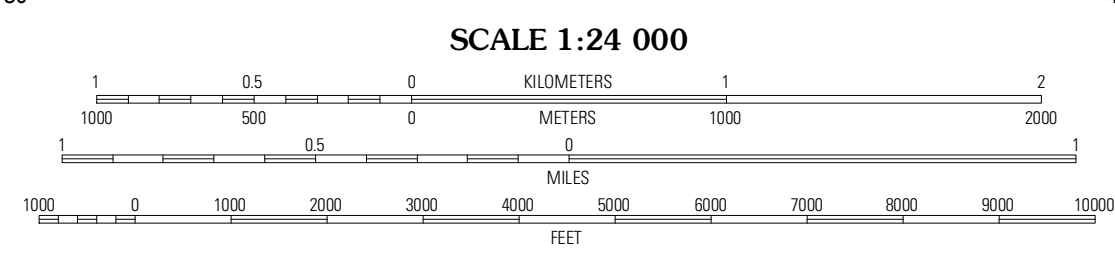 SCALE 1:24 000
1 0.5 0 KILOMETERS 1 2
1000 500 0 METERS 1000 2000
1 0.5 0 1
MILES
1000 0 1000 2000 3000 4000 5000 6000 7000 8000 9000 10000
FEET